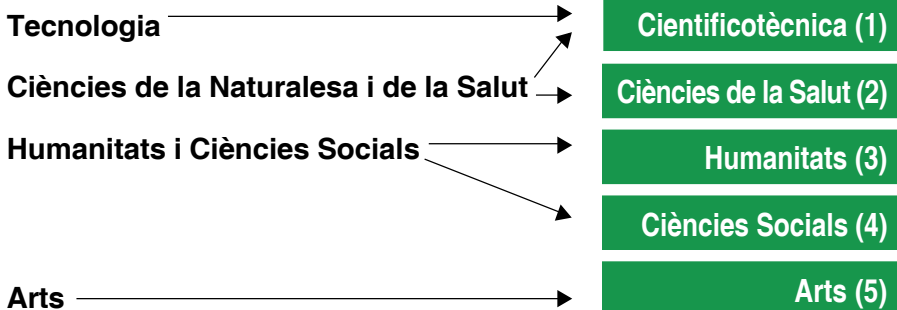 Tecnologia
Cientificotècnica (1)
Ciències de la Naturalesa i de la Salut
Ciències de la Salut (2)
Humanitats i Ciències Socials
Humanitats (3)
Ciències Socials (4)
Arts
Arts (5)